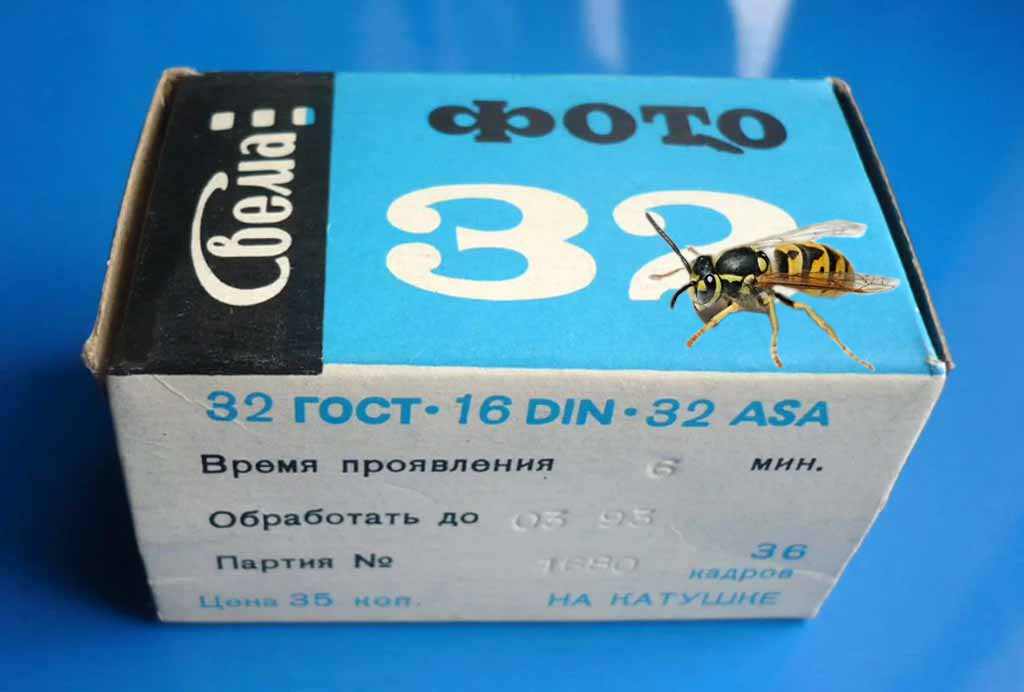 Свема
ФОТО
32
32 ГОСТ • 16 DIN • 32 ASA
Время проявления 6 мин.
Обработать до 03 93
Партия № 1680
36
кадров
Цена 35 коп. НА КАТУШКЕ